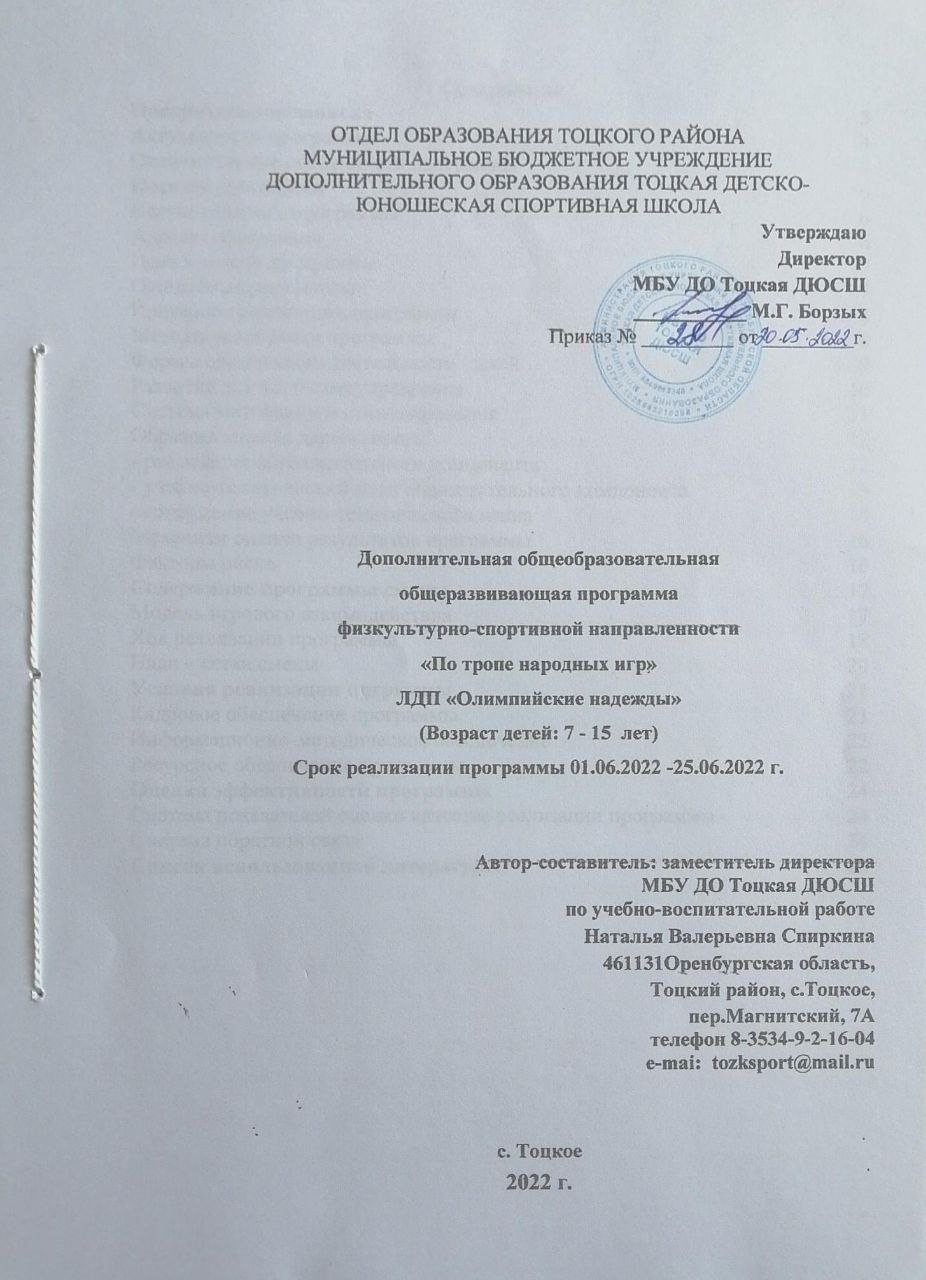 ОТДЕЛ ОБРАЗОВАНИЯ ТОЦКОГО РАЙОНА
МУНИЦИПАЛЬНОЕ БЮДЖЕТНОЕ УЧРЕЖДЕНИЕ
ДОПОЛНИТЕЛЬНОГО ОБРАЗОВАНИЯ ТОЦКАЯ ДЕТСКО-
ЮНОШЕСКАЯ СПОРТИВНАЯ ШКОЛА
Утверждаю
Директор
МБУ ДО Тоцкая ДЮСШ
М.Г. Борзых
Приказ № 281 от 20.05.2022 г.
Дополнительная общеобразовательная
общеразвивающая программа
физкультурно-спортивной направленности
«По тропе народных игр»
ЛДП «Олимпийские надежды»
(Возраст детей: 7 - 15 лет)
Срок реализации программы 01.06.2022 -25.06.2022 г.
Автор-составитель: заместитель директора
МБУ ДО Тоцкая ДЮСШ
по учебно-воспитательной работе
Наталья Валерьевна Спиркина
461131Оренбургская область,
Тоцкий район, с.Тоцкое,
пер.Магнитский, 7А
телефон 8-3534-9-2-16-04
e-mai: tozksport@mail.ru
с. Тоцкое
2022 г.